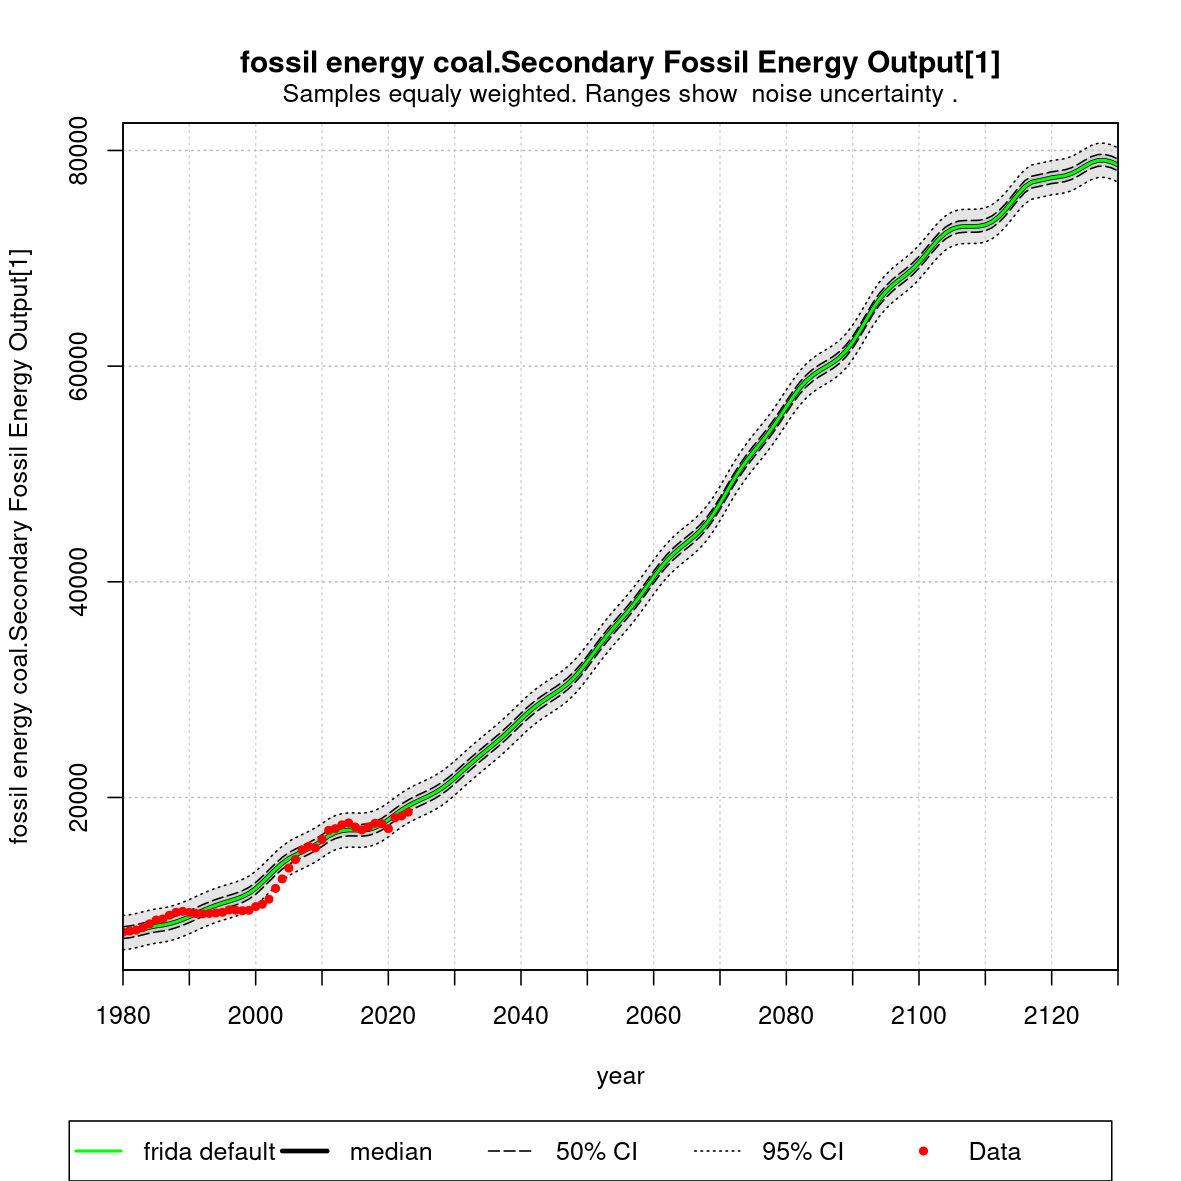 fossil energy coal.Secondary Fossil Energy Output[1]
Samples equaly weighted. Ranges show  noise uncertainty .
fossil energy coal.Secondary Fossil Energy Output[1]
80000
60000
40000
20000
1980 2000 2020 2040 2060 2080 2100 2120
year
frida default median 50% CI 95% CI Data